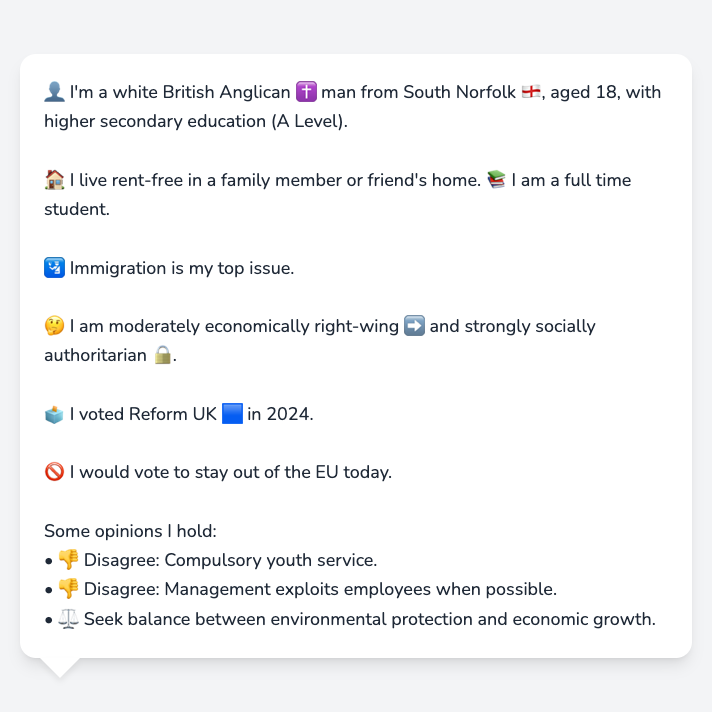 👤 I'm a white British Anglican ✝️ man from South Norfolk 🏴󠁧󠁢󠁥󠁮󠁧󠁿, aged 18, with
higher secondary education (A Level).
🏠 I live rent-free in a family member or friend's home. 📚 I am a full time
student.
🛂 Immigration is my top issue.
🤔 I am moderately economically right-wing ➡️ and strongly socially
authoritarian 🔒.
🗳️ I voted Reform UK 🟦 in 2024.
🚫 I would vote to stay out of the EU today.
Some opinions I hold:
• 👎 Disagree: Compulsory youth service.
• 👎 Disagree: Management exploits employees when possible.
• ⚖️ Seek balance between environmental protection and economic growth.